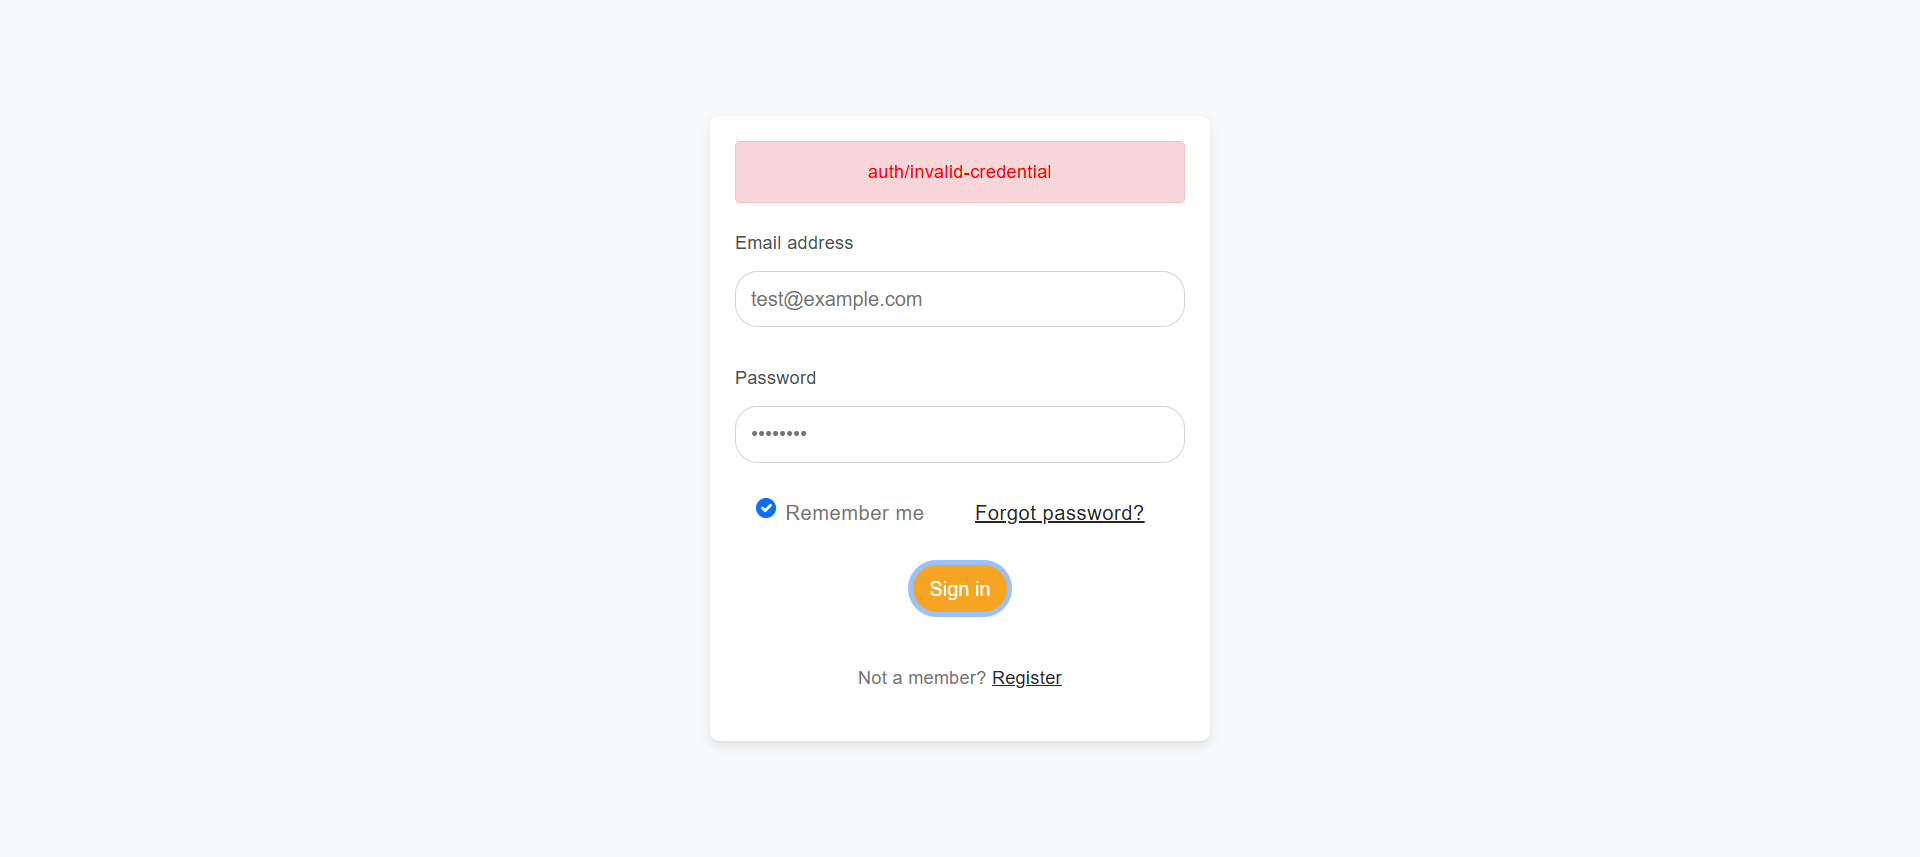 auth/invalid-credential
Email address
test@example.com
Password
••••••••
Remember me Forgot password?
Sign in
Not a member? Register